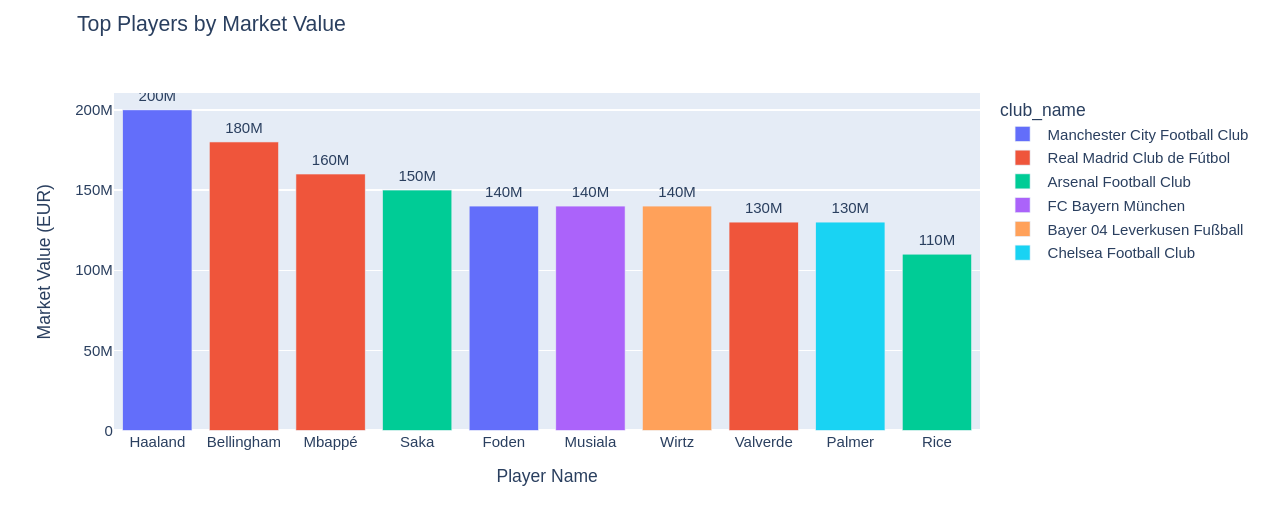 Top Players by Market Value
200M
180M
160M
150M
140M
140M
140M
130M
130M
110M
200M
150M
100M
50M
0
Market Value (EUR)
Haaland
Bellingham
Mbappé
Saka
Foden
Musiala
Wirtz
Valverde
Palmer
Rice
Player Name
club_name
Manchester City Football Club
Real Madrid Club de Fútbol
Arsenal Football Club
FC Bayern München
Bayer 04 Leverkusen Fußball
Chelsea Football Club